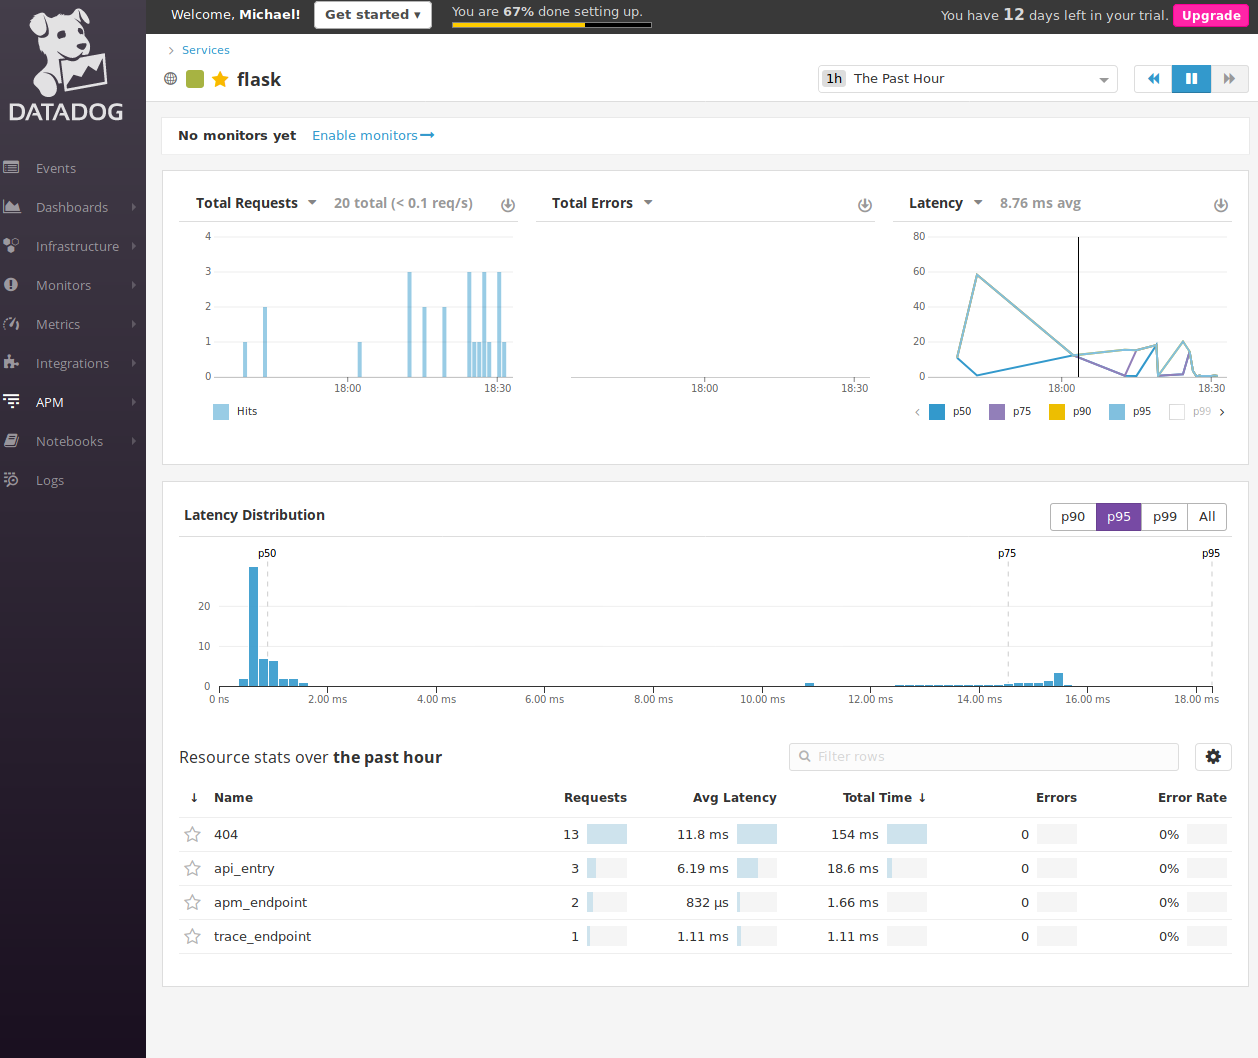 Welcome, Michael! Get started ▾ You are 67% done setting up. You have 12 days left in your trial. Upgrade
DATADOG
Events
Dashboards
Infrastructure
Monitors
Metrics
Integrations
APM
Notebooks
Logs
Services
flask
1h The Past Hour
No monitors yet Enable monitors
Total Requests 20 total (< 0.1 req/s)
4
3
2
1
0
18:00 18:30
Hits
Total Errors
18:00 18:30
Latency 8.76 ms avg
80
60
40
20
0
18:00 18:30
p50 p75 p90 p95 p99
Latency Distribution p90 p95 p99 All
p50 p75 p95
20
10
0
0 ns 2.00 ms 4.00 ms 6.00 ms 8.00 ms 10.00 ms 12.00 ms 14.00 ms 16.00 ms 18.00 ms
Resource stats over the past hour Filter rows
↓ Name Requests Avg Latency Total Time ↓ Errors Error Rate
404 13 11.8 ms 154 ms 0 0%
api_entry 3 6.19 ms 18.6 ms 0 0%
apm_endpoint 2 832 µs 1.66 ms 0 0%
trace_endpoint 1 1.11 ms 1.11 ms 0 0%